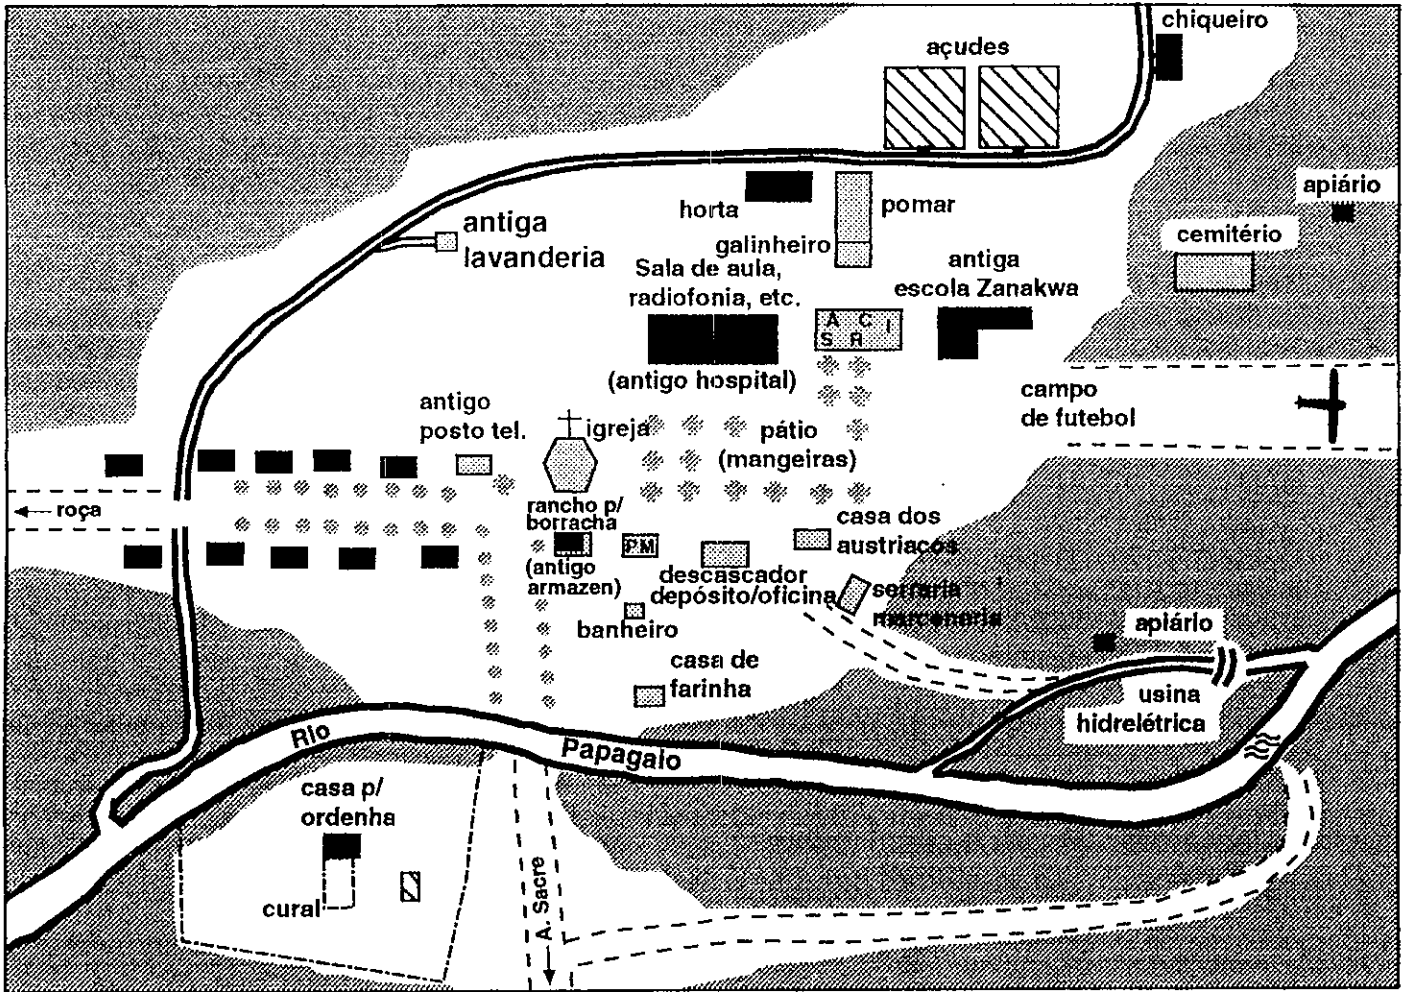 chiqueiro
açudes
apiário
horta
pomar
antiga
lavanderia
galinheiro
cemitério
Sala de aula,
radiofonia, etc.
antiga
escola Zanakwa
A C I
S R
(antigo hospital)
campo
de futebol
antigo
posto tel.
igreja
pátio
(mangeiras)
roça
rancho p/
borracha
(antigo
armazen)
PM
casa dos
austriacos
descascador
depósito/oficina
serraria
marcenaria
banheiro
apiário
casa de
farinha
usina
hidrelétrica
Rio Papagaio
casa p/
ordenha
cural
A. Sacre